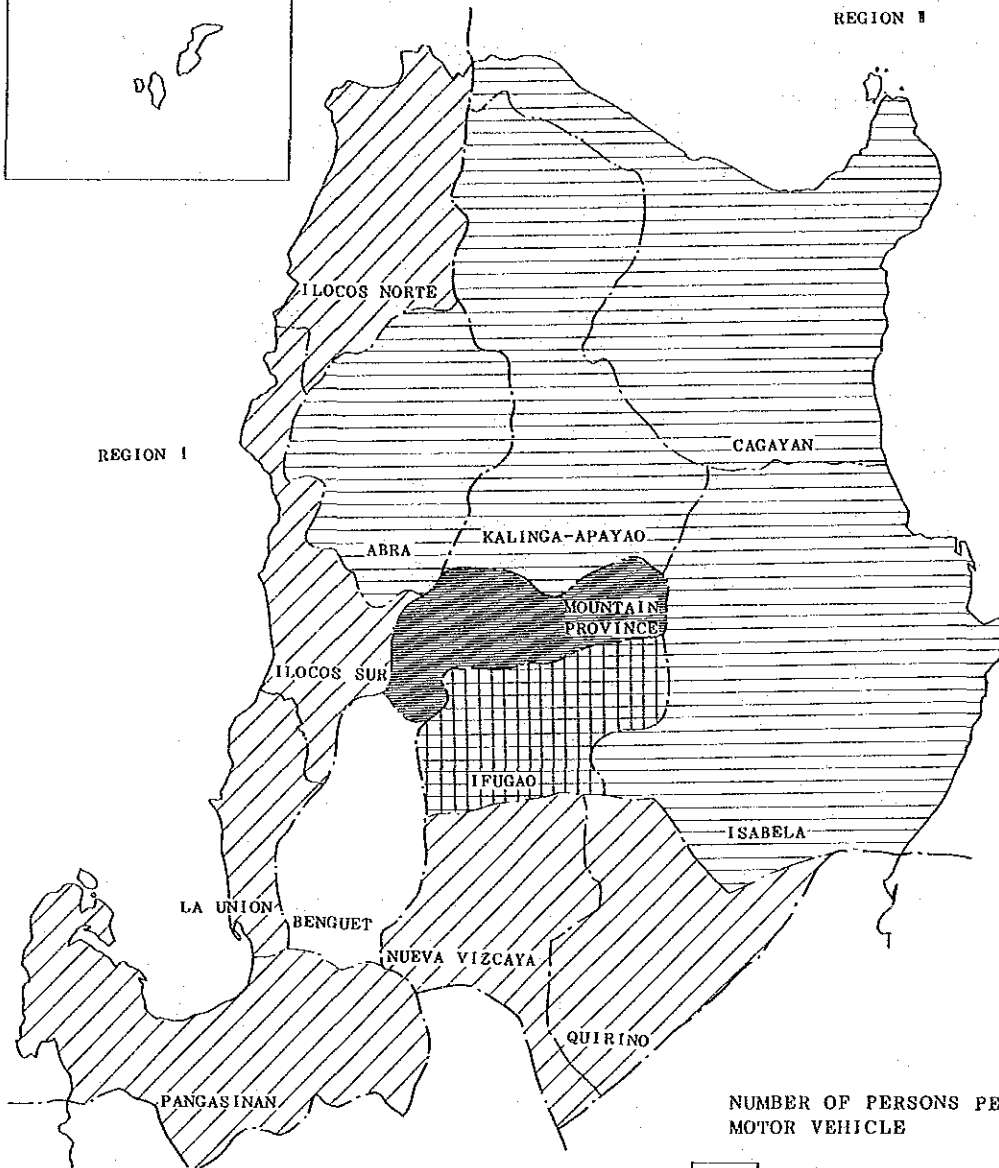 REGION II
ILOCOS NORTE
REGION I
CAGAYAN
ABRA
KALINGA-APAYAO
MOUNTAIN
PROVINCE
ILOCOS SUR
IFUGAO
ISABELA
LA UNION
BENGUET
NUEVA VIZCAYA
QUIRINO
PANGASINAN
NUMBER OF PERSONS PE
MOTOR VEHICLE